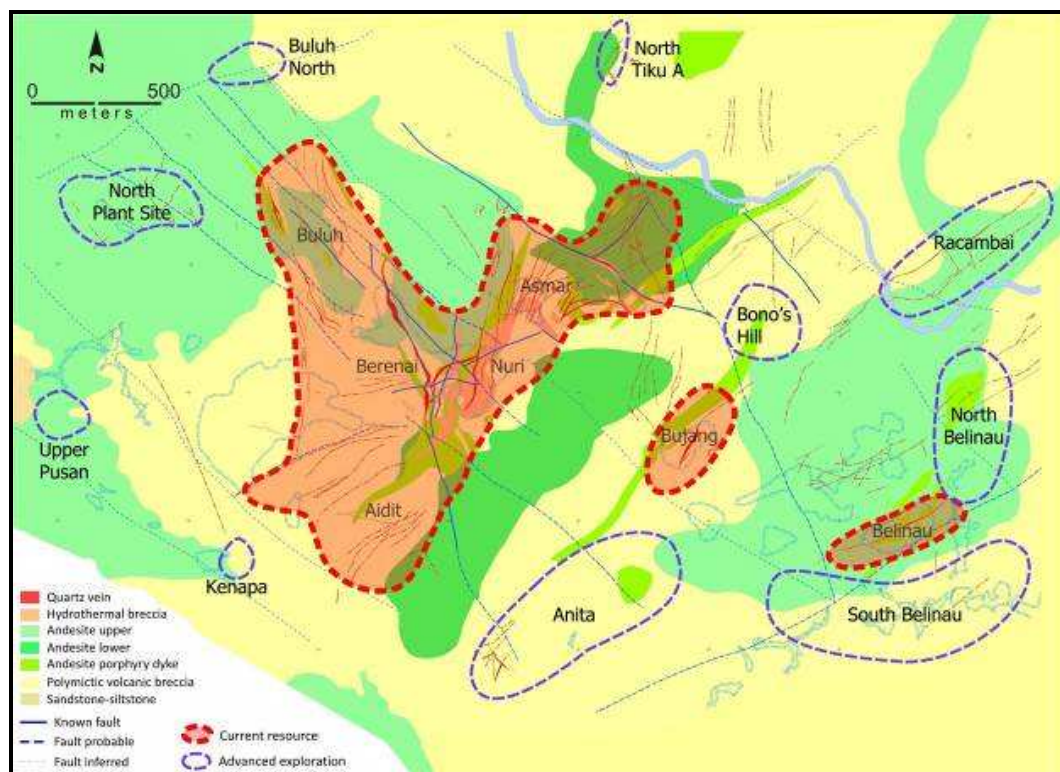 Buluh
North
North
Tiku A
N
0 500
meters
North
Plant Site
Buluh
Racambai
Asmar
Bono's
Hill
Berenai
Nuri
Upper
Pusan
Bujang
North
Belinau
Aidit
Belinau
Kenapa
Anita
South Belinau
Quartz vein
Hydrothermal breccia
Andesite upper
Andesite lower
Andesite porphyry dyke
Polymictic volcanic breccia
Sandstone-siltstone
Known fault
Fault probable
Fault inferred
Current resource
Advanced exploration